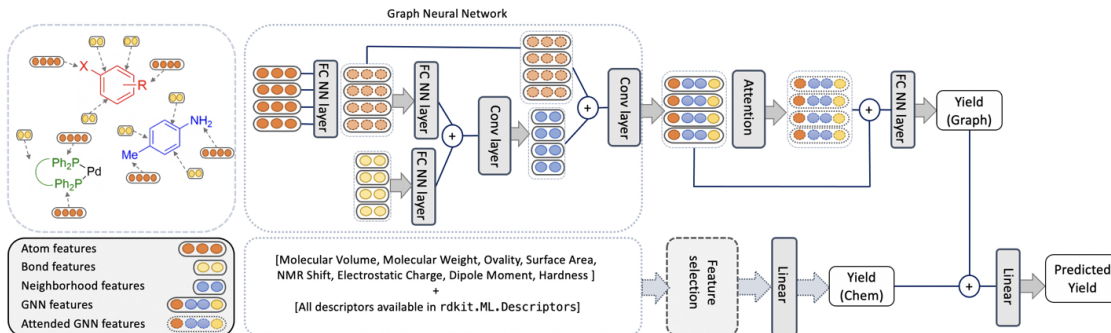 Graph Neural Network
X
R
NH₂
Me
Ph₂P
Pd
Ph₂P
FC NN layer
FC NN layer
FC NN layer
+
Conv layer
+
Conv layer
Attention
+
FC NN layer
Yield
(Graph)
Atom features
Bond features
Neighborhood features
GNN features
Attended GNN features
[Molecular Volume, Molecular Weight, Ovality, Surface Area,
NMR Shift, Electrostatic Charge, Dipole Moment, Hardness ]
+
[All descriptors available in rdkit.ML.Descriptors]
Feature
selection
Linear
Yield
(Chem)
+
Linear
Predicted
Yield